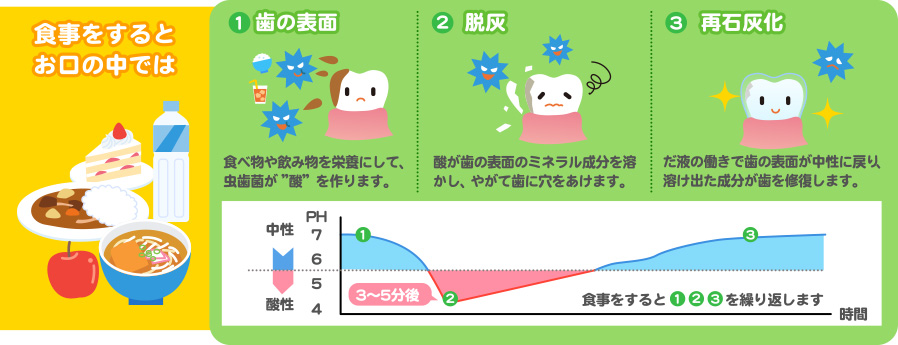 食事をすると
お口の中では
1 歯の表面
食べ物や飲み物を栄養にして、
虫歯菌が ”酸” を作ります。
2 脱灰
酸が歯の表面のミネラル成分を溶
かし、やがて歯に穴をあけます。
3 再石灰化
だ液の働きで歯の表面が中性に戻り、
溶け出た成分が歯を修復します。
PH
中性 7
6
5
酸性 4
1
3〜5分後
2
3
食事をすると 1 2 3 を繰り返します
時間